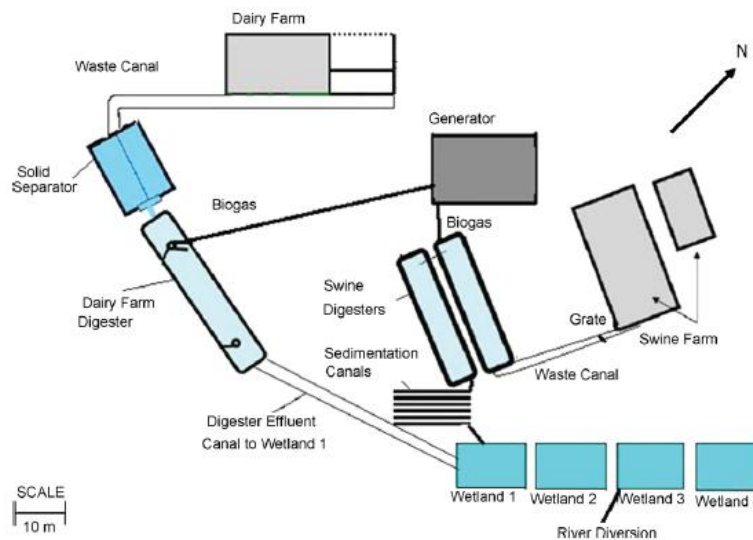 Dairy Farm
Waste Canal
N
Generator
Solid
Separator
Biogas
Biogas
Swine
Digesters
Dairy Farm
Digester
Grate
Swine Farm
Sedimentation
Canals
Waste Canal
Digester Effluent
Canal to Wetland 1
SCALE
10 m
Wetland 1
Wetland 2
Wetland 3
Wetland
River Diversion